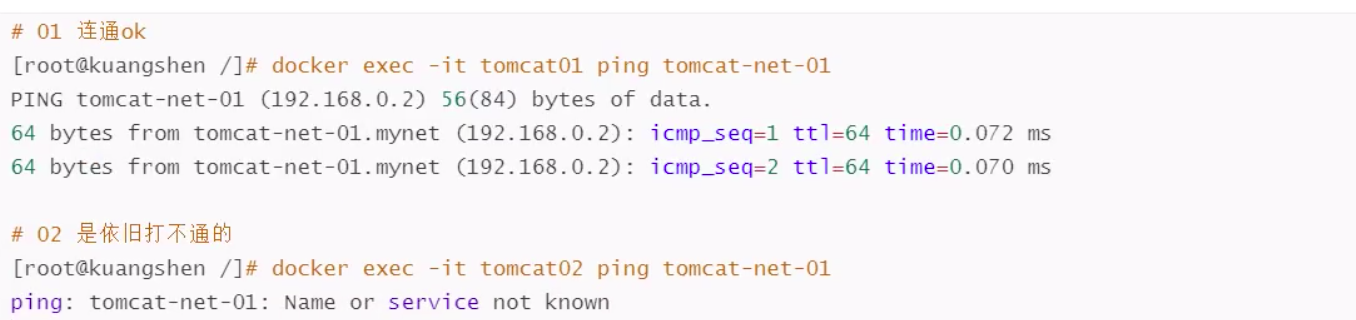 # 01 连通ok
[root@kuangshen /]# docker exec -it tomcat01 ping tomcat-net-01
PING tomcat-net-01 (192.168.0.2) 56(84) bytes of data.
64 bytes from tomcat-net-01.mynet (192.168.0.2): icmp_seq=1 ttl=64 time=0.072 ms
64 bytes from tomcat-net-01.mynet (192.168.0.2): icmp_seq=2 ttl=64 time=0.070 ms
# 02 是依旧打不通的
[root@kuangshen /]# docker exec -it tomcat02 ping tomcat-net-01
ping: tomcat-net-01: Name or service not known